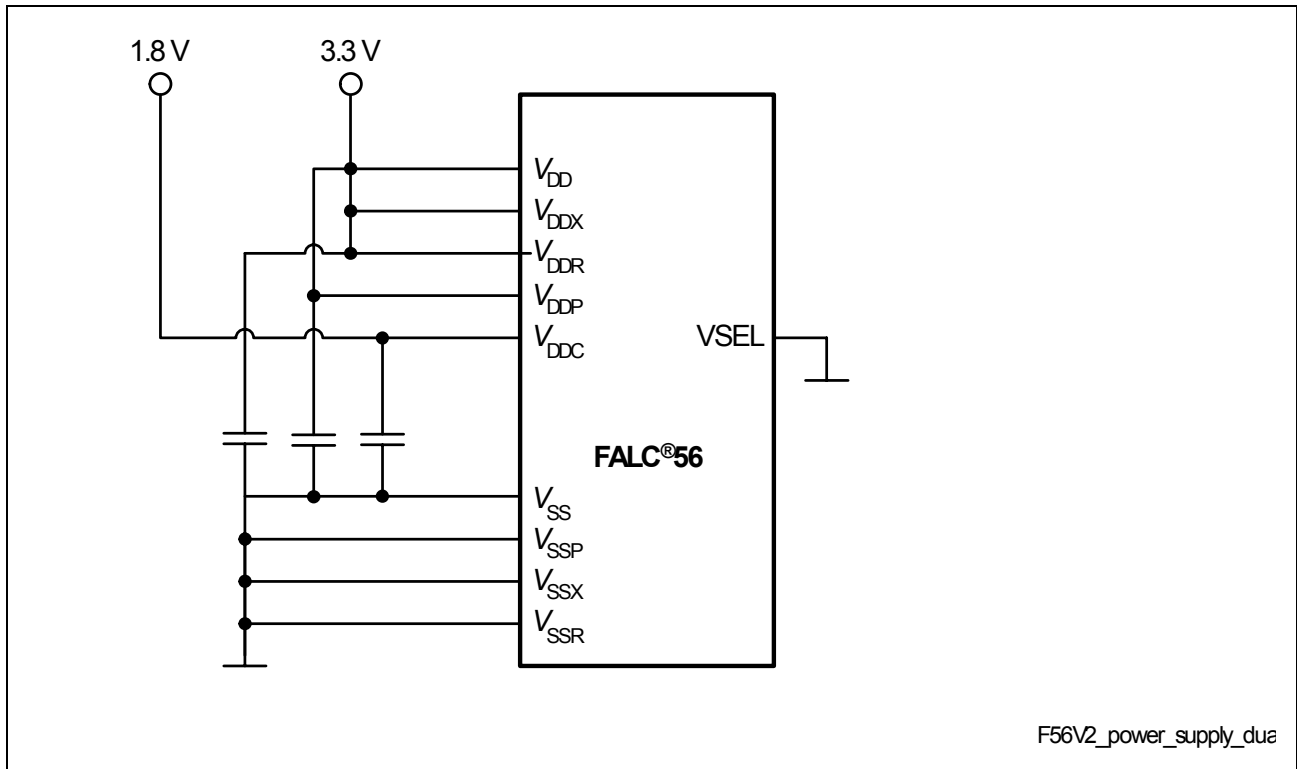 1.8 V
3.3 V
VDD
VDDX
VDDR
VDDP
VDDC
VSEL
FALC®56
VSS
VSSP
VSSX
VSSR
F56V2_power_supply_dua